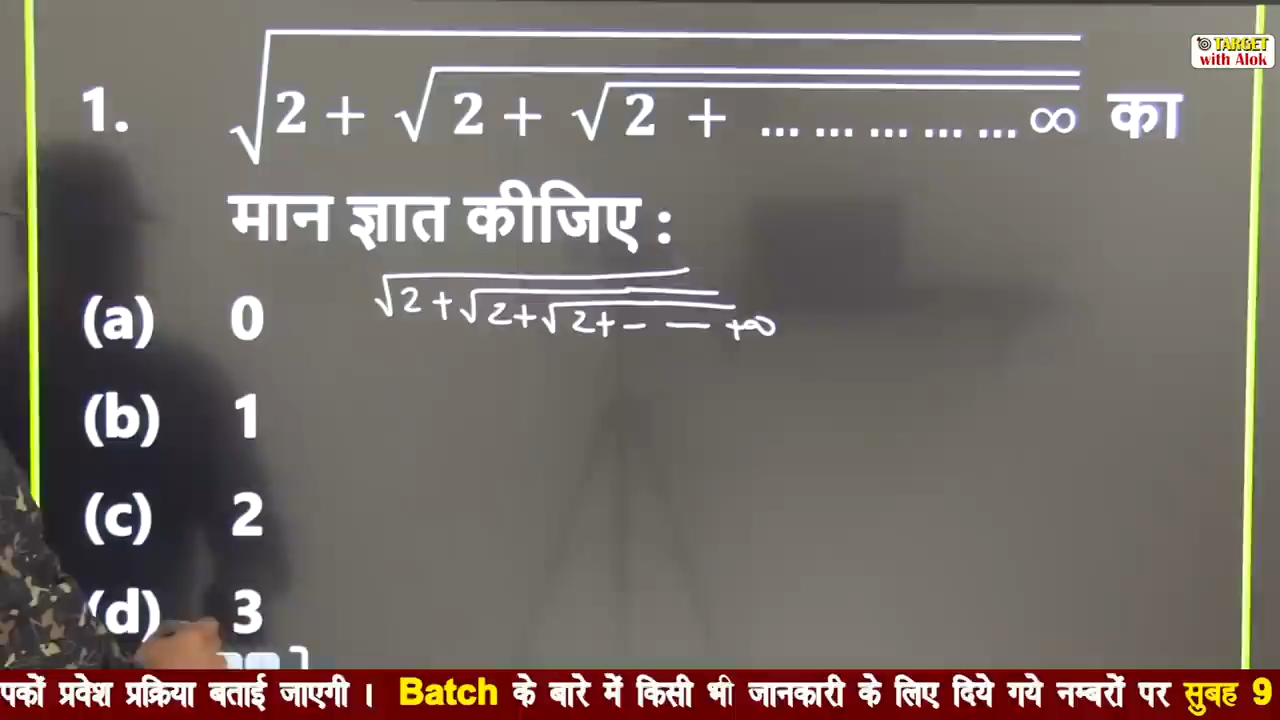 TARGET
with Alok
1. √2 + √2 + √2 + ... ... ... ... ... ∞ का
मान ज्ञात कीजिए :
√2+√2+√2+- - +∞
(a) 0
(b) 1
(c) 2
(d) 3
पकों प्रवेश प्रक्रिया बताई जाएगी । Batch के बारे में किसी भी जानकारी के लिए दिये गये नम्बरों पर सुबह 9